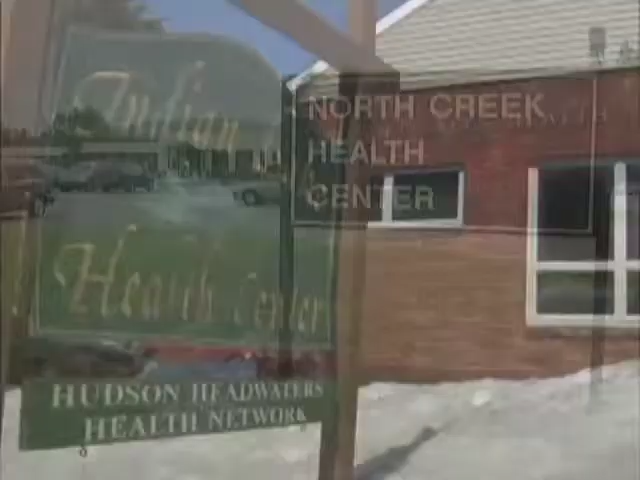 Indian
Health Center
HUDSON HEADWATERS
HEALTH NETWORK
NORTH CREEK
HEALTH
CENTER